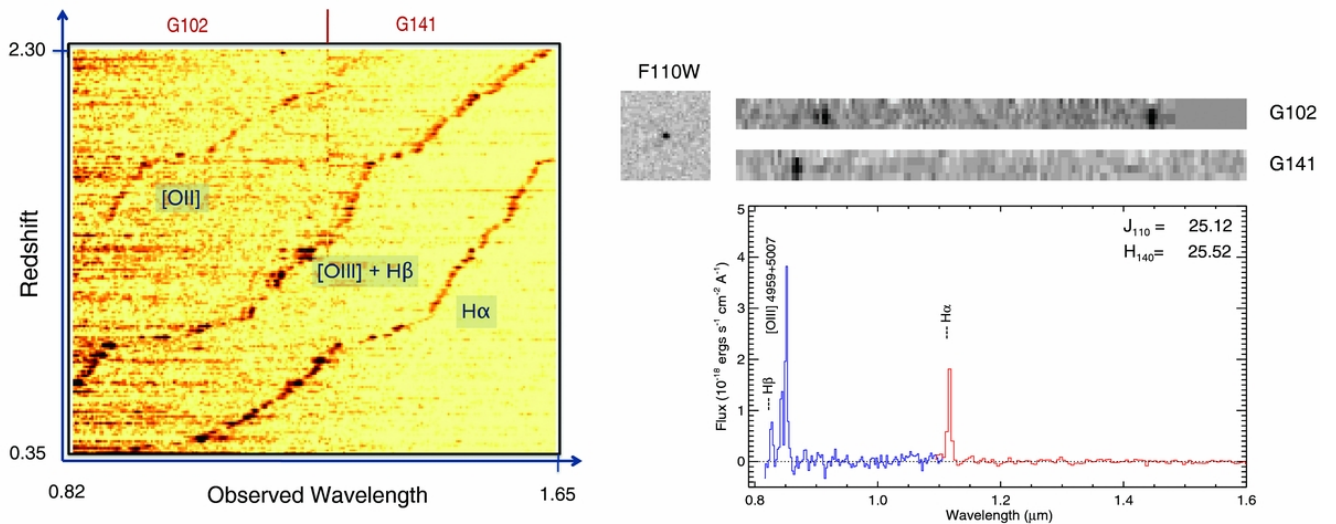 G102
G141
2.30
Redshift
[OII]
[OIII] + Hβ
Hα
0.35
0.82
Observed Wavelength
1.65
F110W
G102
G141
Flux (10⁻¹⁸ ergs s⁻¹ cm⁻² A⁻¹)
5
4
3
2
1
0
--- Hβ
[OIII] 4959+5007
--- Hα
J₁₁₀ = 25.12
H₁₄₀= 25.52
0.8
1.0
1.2
1.4
1.6
Wavelength (μm)